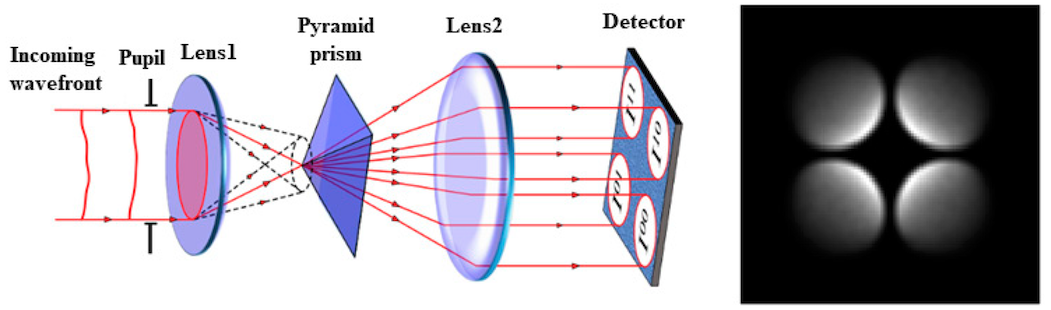 Incoming
wavefront
Pupil
Lens1
Pyramid
prism
Lens2
Detector
I11
I10
I01
I00